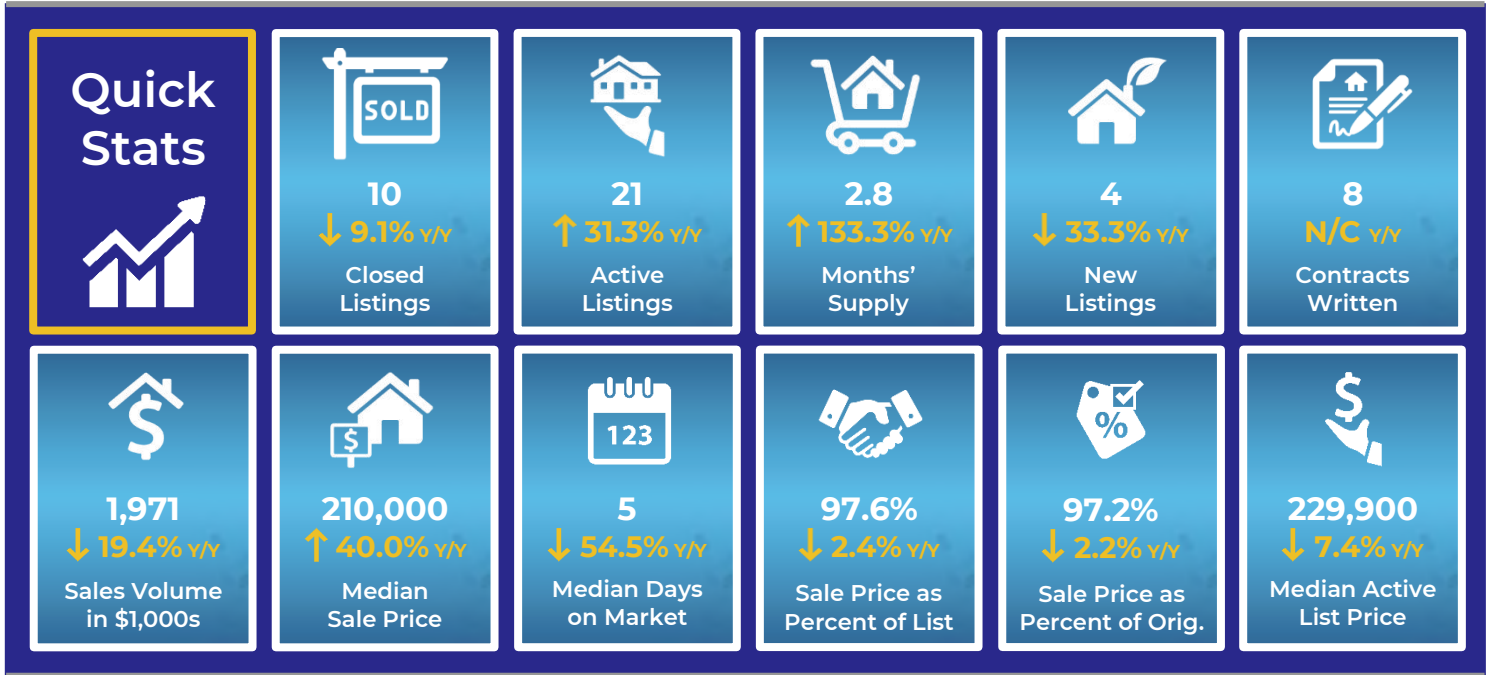 Quick
Stats
SOLD
10
↓ 9.1% Y/Y
Closed
Listings
21
↑ 31.3% Y/Y
Active
Listings
2.8
↑ 133.3% Y/Y
Months’
Supply
4
↓ 33.3% Y/Y
New
Listings
8
N/C Y/Y
Contracts
Written
$
1,971
↓ 19.4% Y/Y
Sales Volume
in $1,000s
$
210,000
↑ 40.0% Y/Y
Median
Sale Price
123
5
↓ 54.5% Y/Y
Median Days
on Market
97.6%
↓ 2.4% Y/Y
Sale Price as
Percent of List
%
97.2%
↓ 2.2% Y/Y
Sale Price as
Percent of Orig.
$
229,900
↓ 7.4% Y/Y
Median Active
List Price